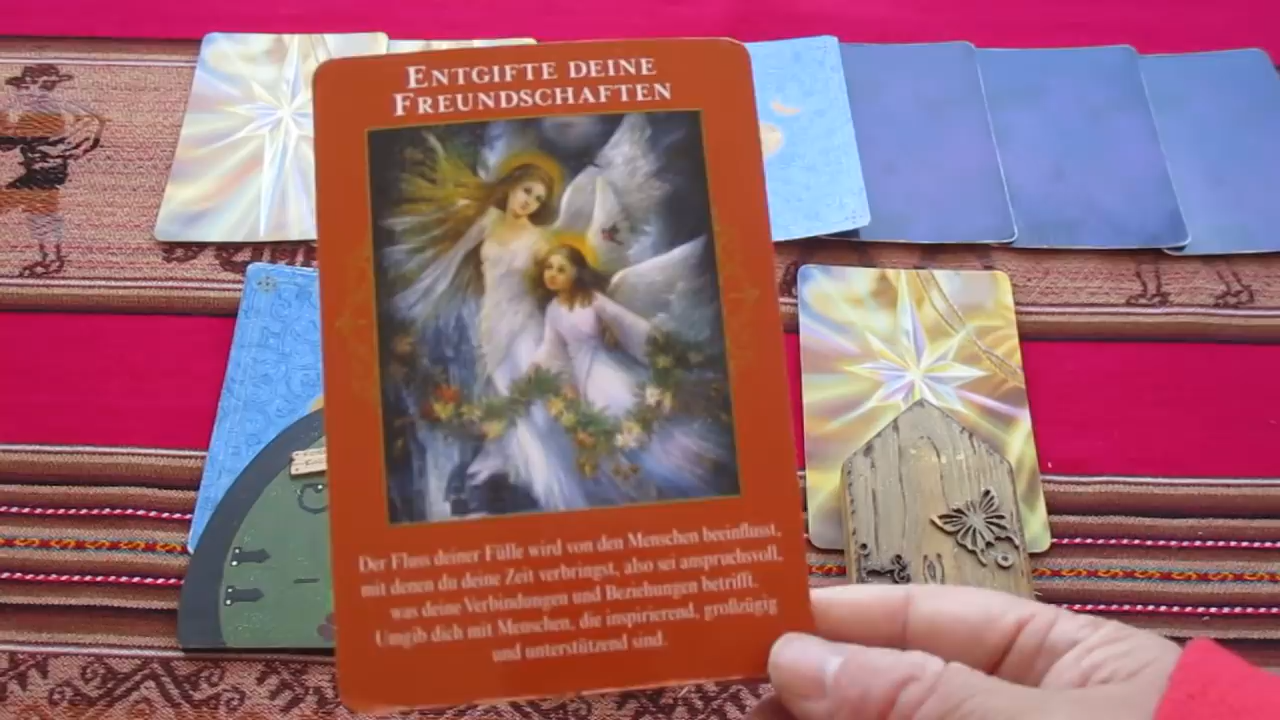 ENTGIFTE DEINE
FREUNDSCHAFTEN
Der Fluss deiner Fülle wird von den Menschen beeinflusst,
mit denen du deine Zeit verbringst, also sei anspruchsvoll,
was deine Verbindungen und Beziehungen betrifft.
Umgib dich mit Menschen, die inspirierend, großzügig
und unterstützend sind.